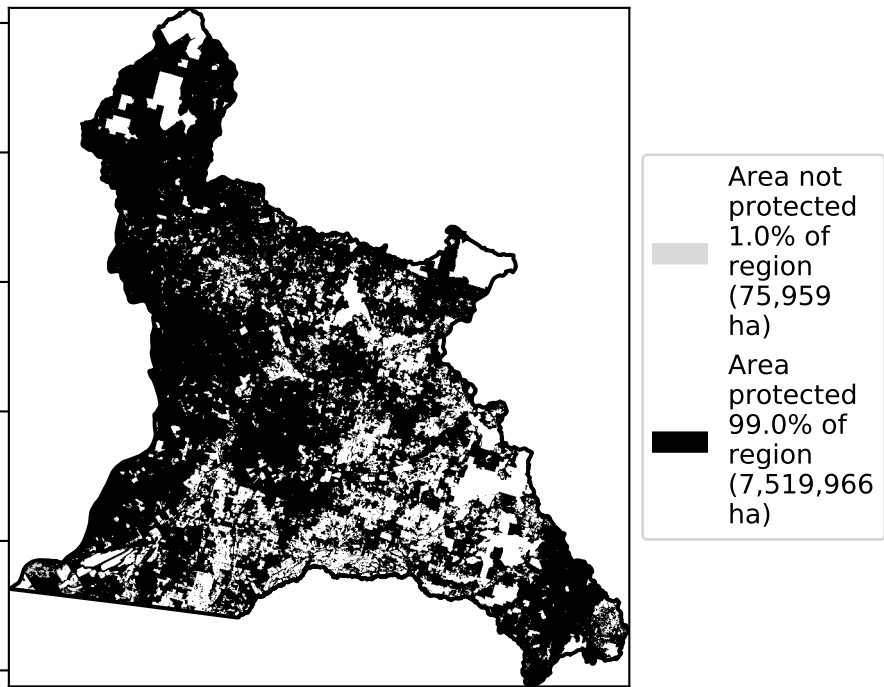 Area not
protected
1.0% of
region
(75,959
ha)
Area
protected
99.0% of
region
(7,519,966
ha)